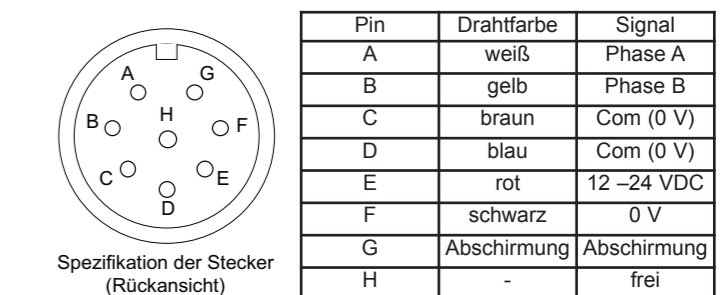 A
G
B
H
F
C
E
D
Spezifikation der Stecker
(Rückansicht)
Pin Drahtfarbe Signal
A weiß Phase A
B gelb Phase B
C braun Com (0 V)
D blau Com (0 V)
E rot 12 –24 VDC
F schwarz 0 V
G Abschirmung Abschirmung
H - frei